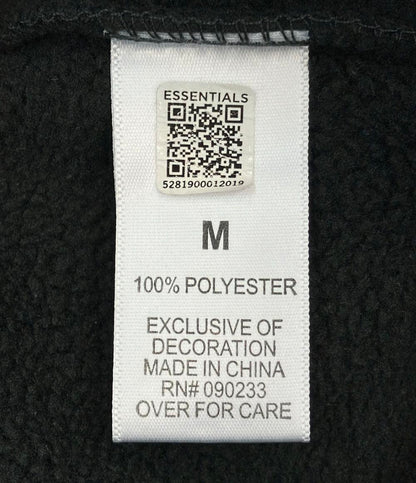 ESSENTIALS
5281900012019
M
100% POLYESTER
EXCLUSIVE OF
DECORATION
MADE IN CHINA
RN# 090233
OVER FOR CARE